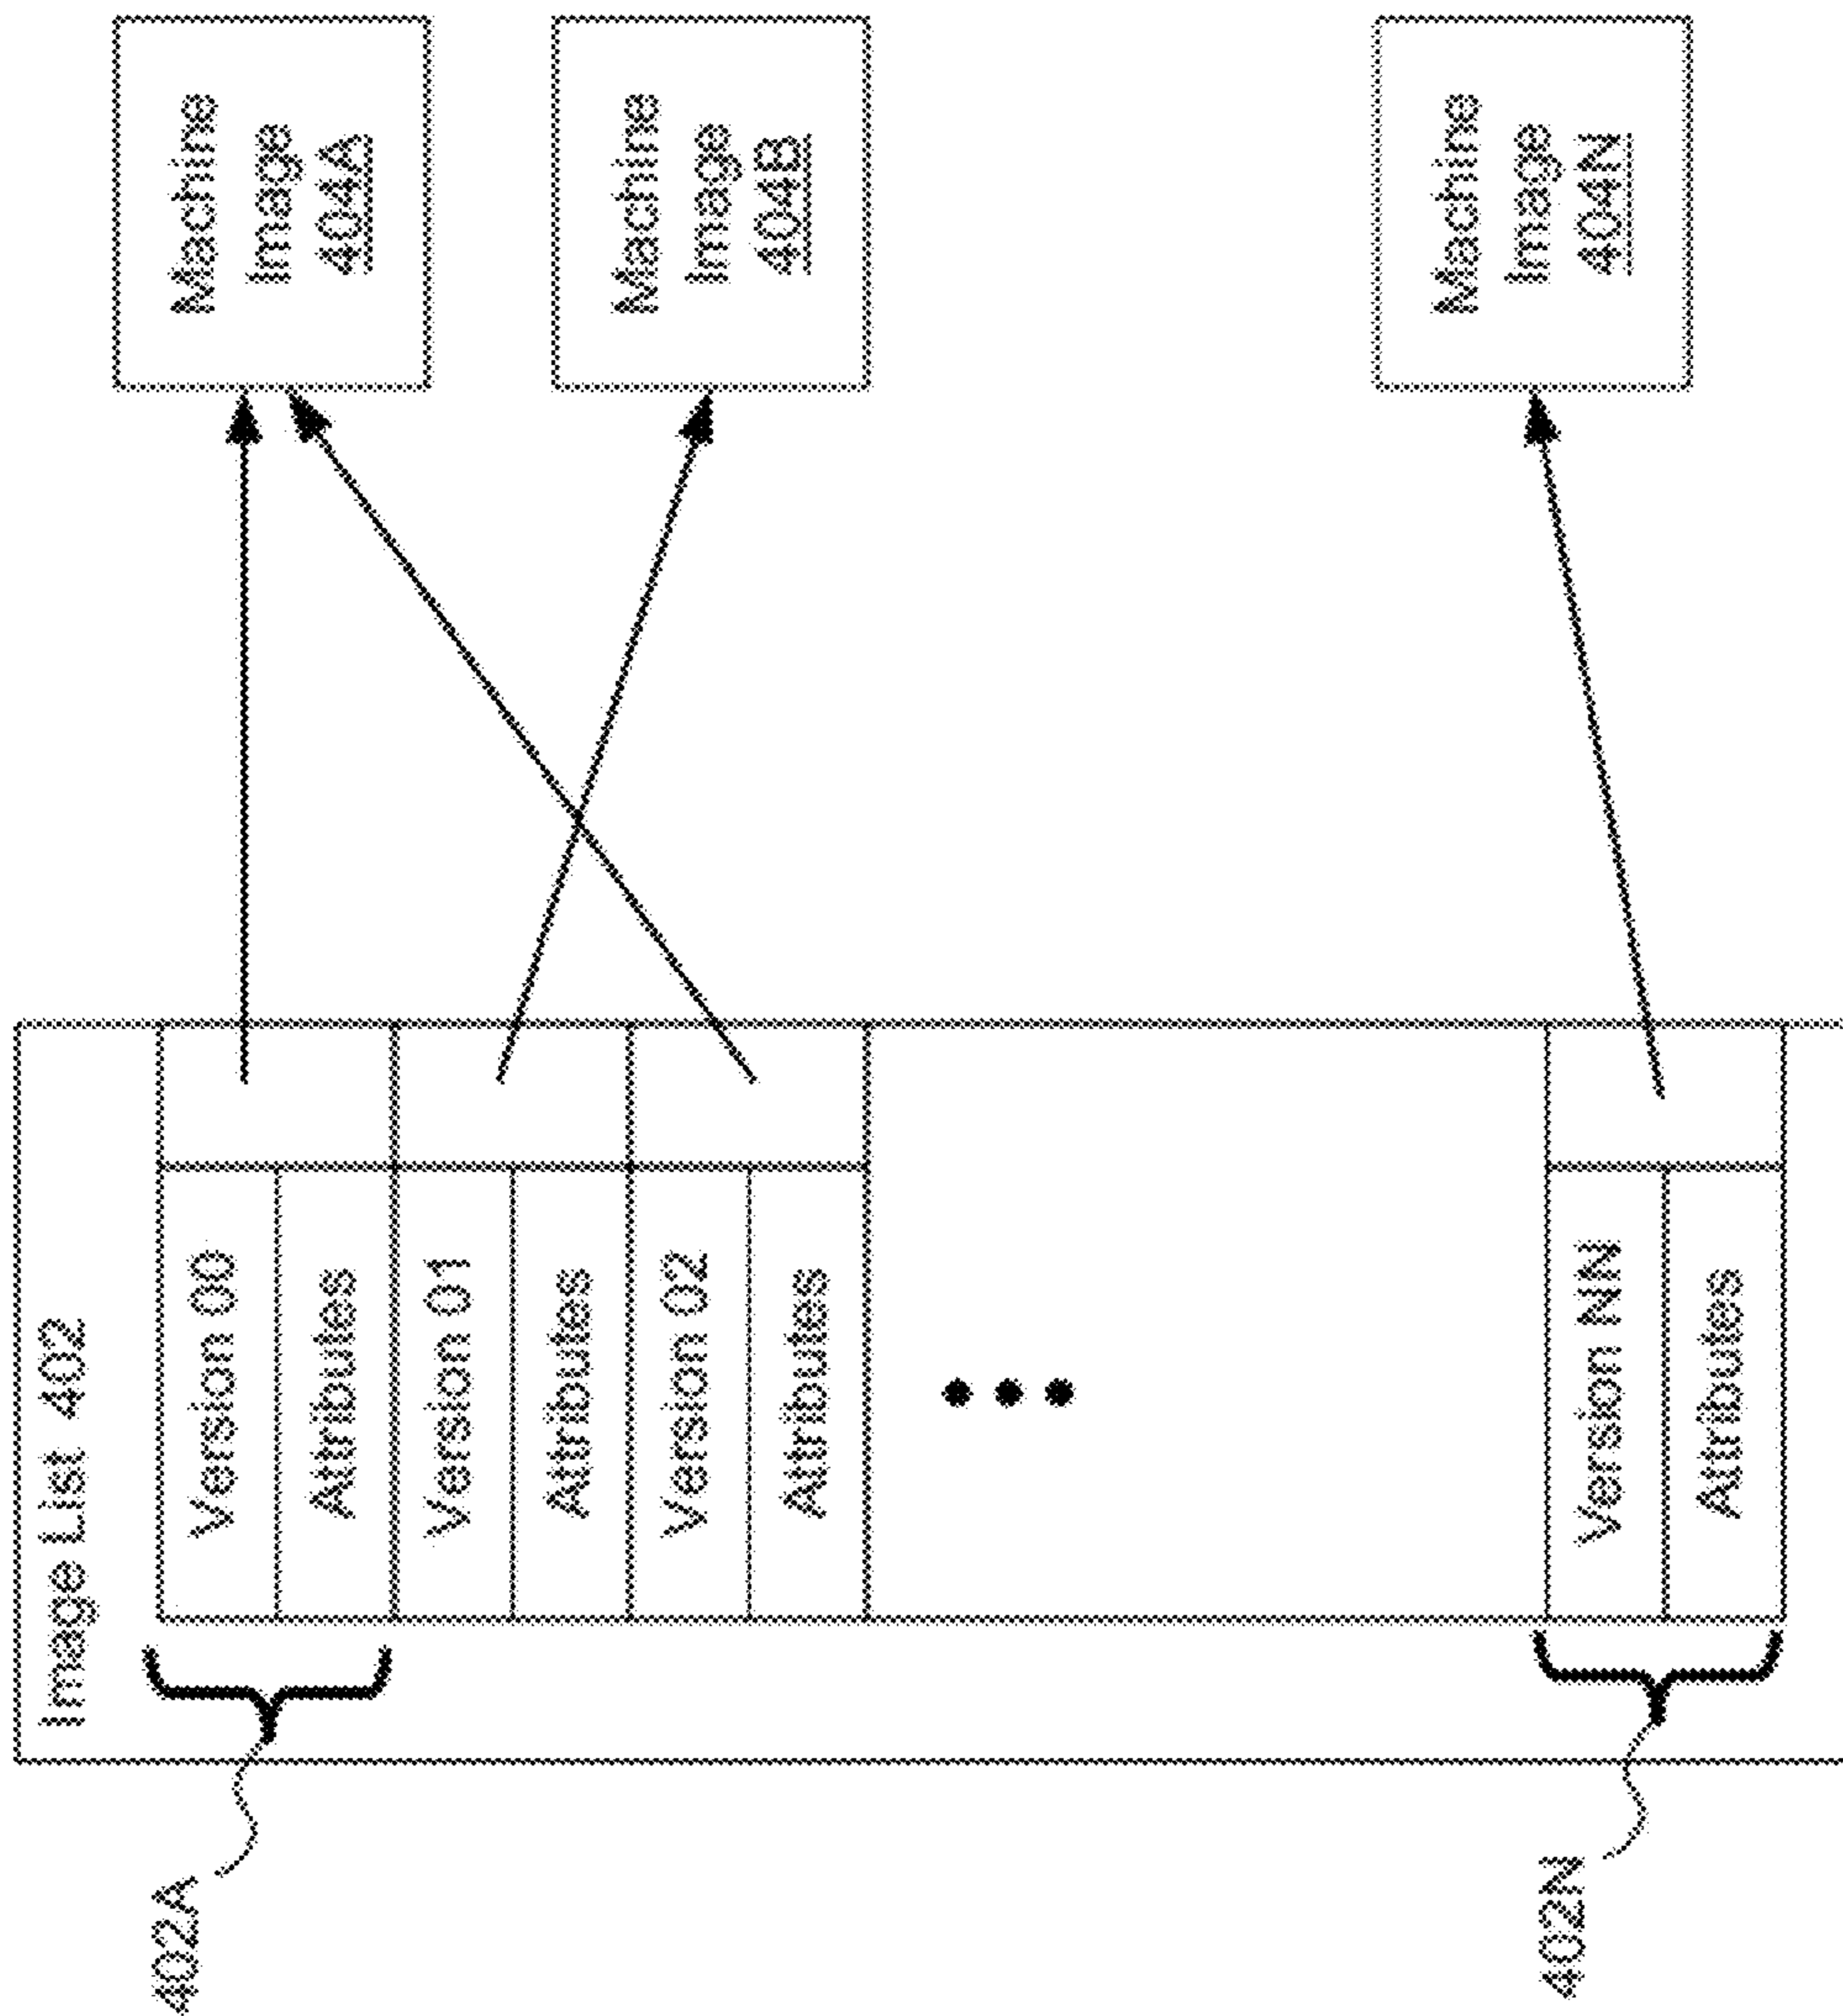 Image List 402
402A
Version 00
Attributes
Version 01
Attributes
Version 02
Attributes
402N
Version NN
Attributes
Machine
Image
404A
Machine
Image
404B
Machine
Image
404N